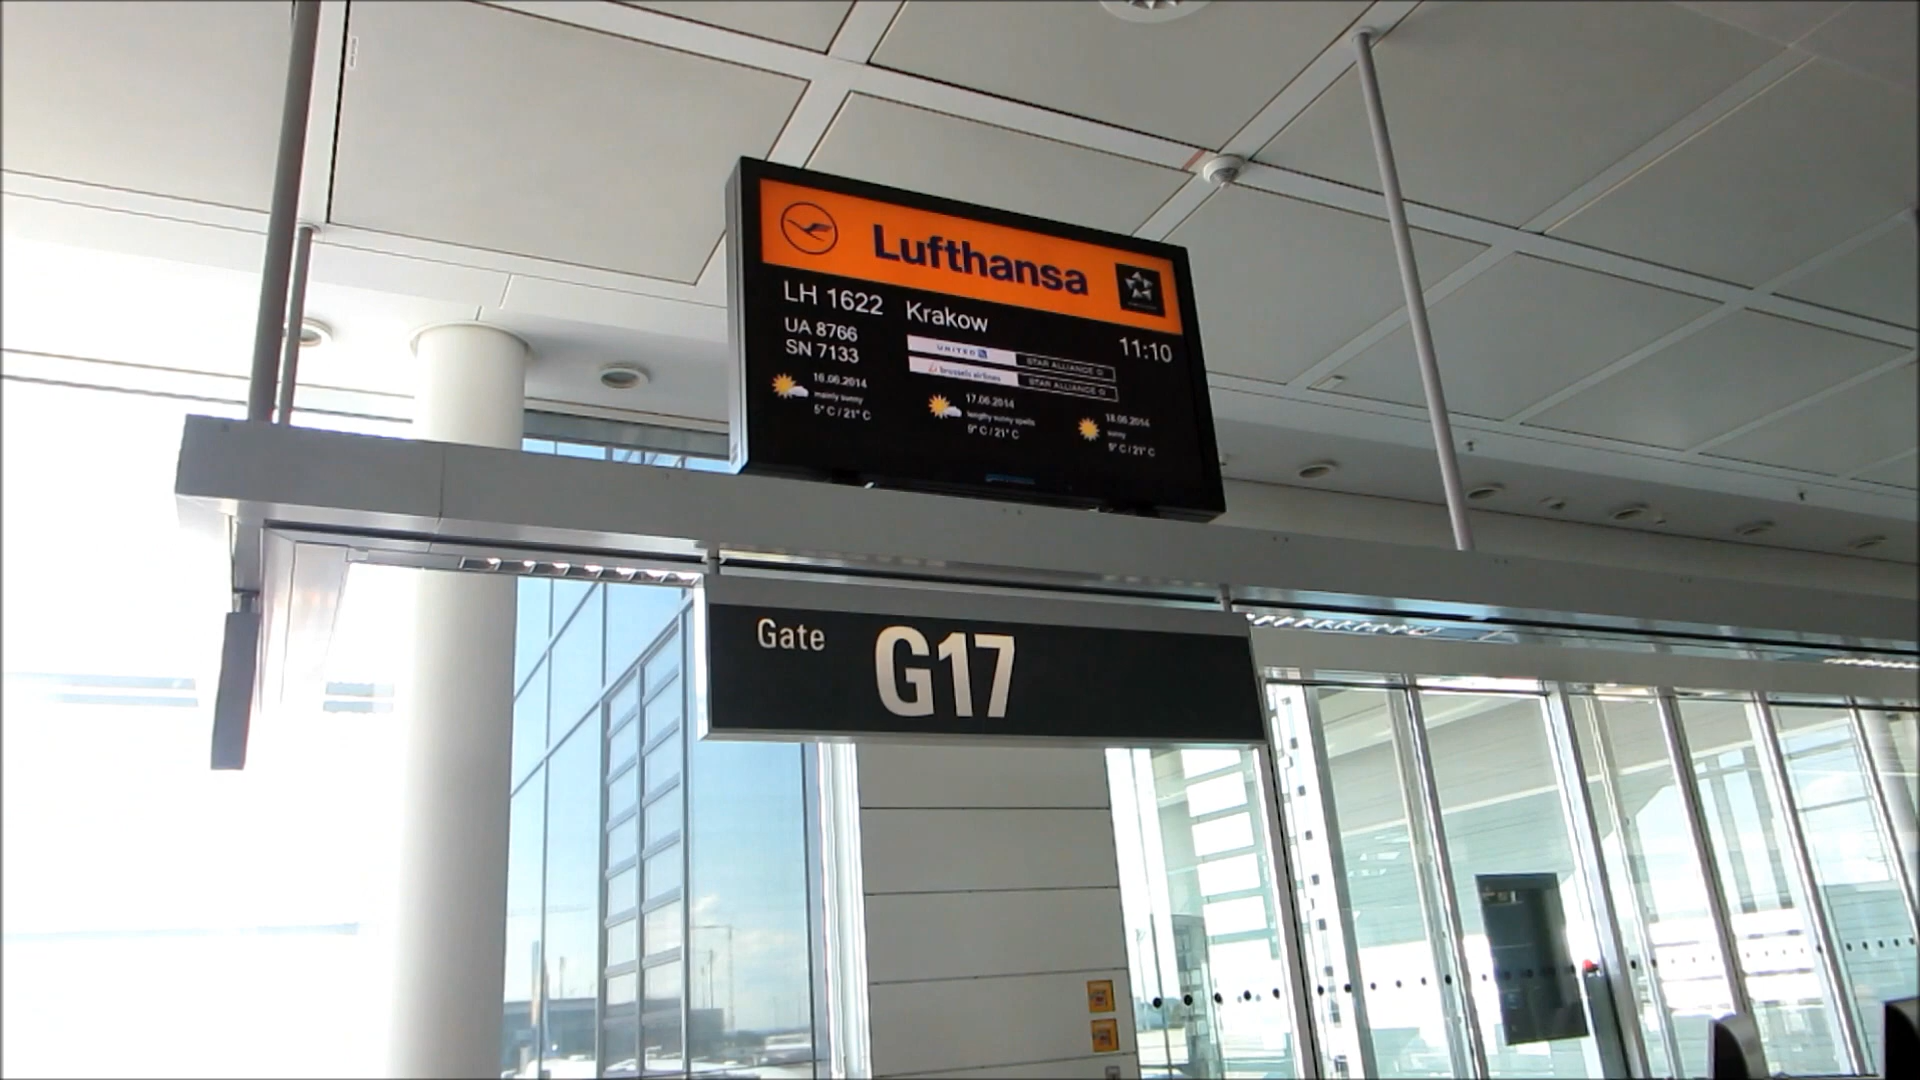 Lufthansa
LH 1622 Krakow
UA 8766
SN 7133
11:10
UNITED STAR ALLIANCE
brussels airlines STAR ALLIANCE
16.06.2014
mainly sunny
5° C / 21° C
17.06.2014
lengthy sunny spells
9° C / 21° C
18.06.2014
sunny
9° C / 21° C
Gate G17